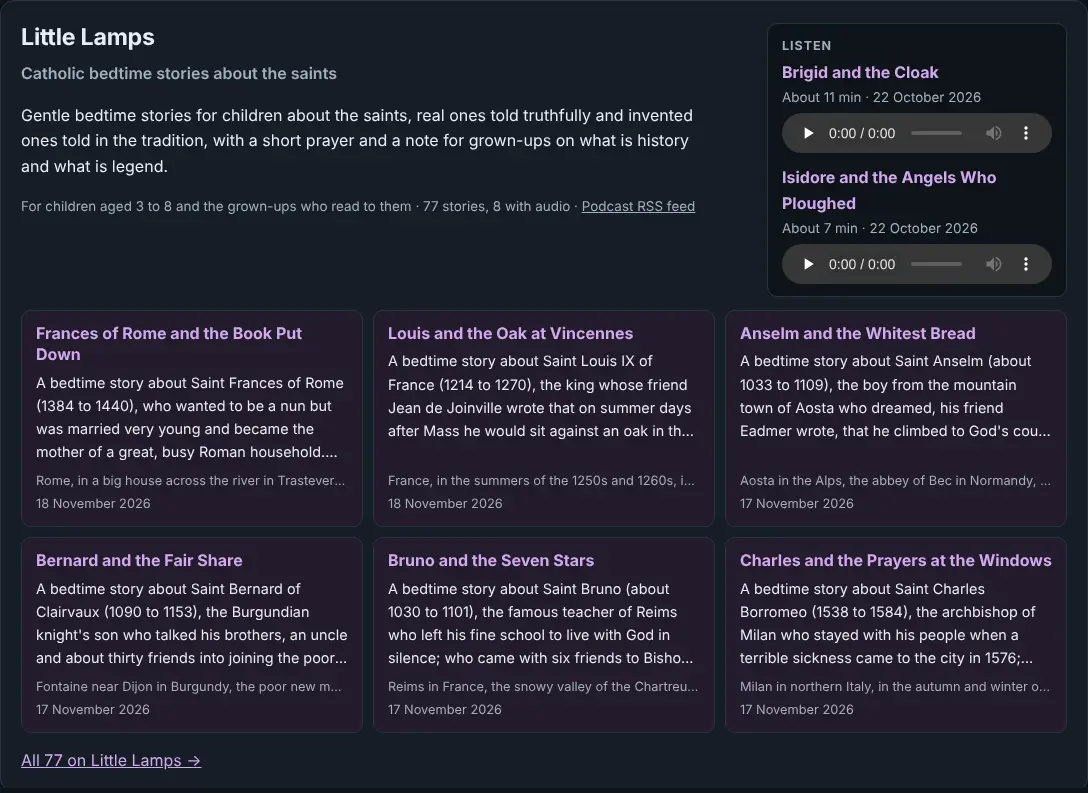 Little Lamps
Catholic bedtime stories about the saints
Gentle bedtime stories for children about the saints, real ones told truthfully and invented
ones told in the tradition, with a short prayer and a note for grown-ups on what is history
and what is legend.
For children aged 3 to 8 and the grown-ups who read to them · 77 stories, 8 with audio · Podcast RSS feed
LISTEN
Brigid and the Cloak
About 11 min · 22 October 2026
0:00 / 0:00
Isidore and the Angels Who
Ploughed
About 7 min · 22 October 2026
0:00 / 0:00
Frances of Rome and the Book Put
Down
A bedtime story about Saint Frances of Rome
(1384 to 1440), who wanted to be a nun but
was married very young and became the
mother of a great, busy Roman household....
Rome, in a big house across the river in Trastever...
18 November 2026
Louis and the Oak at Vincennes
A bedtime story about Saint Louis IX of
France (1214 to 1270), the king whose friend
Jean de Joinville wrote that on summer days
after Mass he would sit against an oak in th...
France, in the summers of the 1250s and 1260s, i...
18 November 2026
Anselm and the Whitest Bread
A bedtime story about Saint Anselm (about
1033 to 1109), the boy from the mountain
town of Aosta who dreamed, his friend
Eadmer wrote, that he climbed to God's cou...
Aosta in the Alps, the abbey of Bec in Normandy, ...
17 November 2026
Bernard and the Fair Share
A bedtime story about Saint Bernard of
Clairvaux (1090 to 1153), the Burgundian
knight's son who talked his brothers, an uncle
and about thirty friends into joining the poor...
Fontaine near Dijon in Burgundy, the poor new m...
17 November 2026
Bruno and the Seven Stars
A bedtime story about Saint Bruno (about
1030 to 1101), the famous teacher of Reims
who left his fine school to live with God in
silence; who came with six friends to Bisho...
Reims in France, the snowy valley of the Chartreu...
17 November 2026
Charles and the Prayers at the Windows
A bedtime story about Saint Charles
Borromeo (1538 to 1584), the archbishop of
Milan who stayed with his people when a
terrible sickness came to the city in 1576;...
Milan in northern Italy, in the autumn and winter o...
17 November 2026
All 77 on Little Lamps →